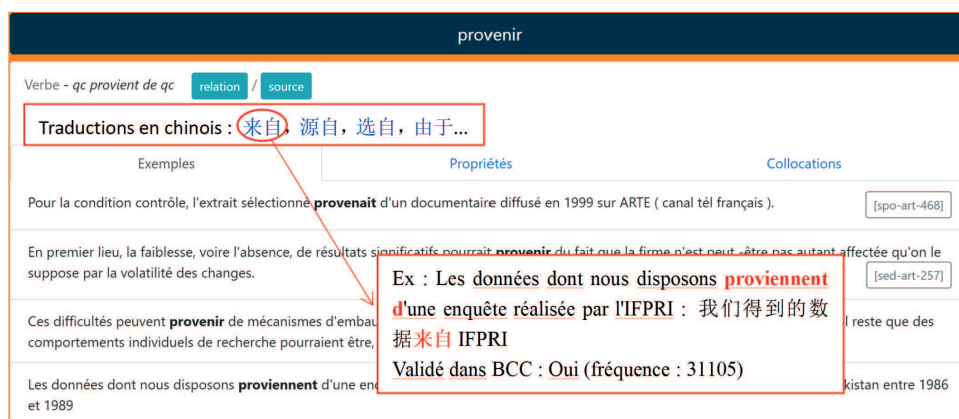 provenir
Verbe - qc provient de qc relation / source
Traductions en chinois : 来自, 源自, 选自, 由于...
Exemples Propriétés Collocations
Pour la condition contrôle, l'extrait sélectionné provenait d'un documentaire diffusé en 1999 sur ARTE ( canal tél français ). [spo-art-468]
En premier lieu, la faiblesse, voire l'absence, de résultats significatifs pourrait provenir du fait que la firme n'est peut -être pas autant affectée qu'on le
suppose par la volatilité des changes. [sed-art-257]
Ces difficultés peuvent provenir de mécanismes d'embau l reste que des
comportements individuels de recherche pourraient être,
Les données dont nous disposons proviennent d'une en kistan entre 1986
et 1989
Ex : Les données dont nous disposons proviennent
d'une enquête réalisée par l'IFPRI : 我们得到的数
据来自 IFPRI
Validé dans BCC : Oui (fréquence : 31105)